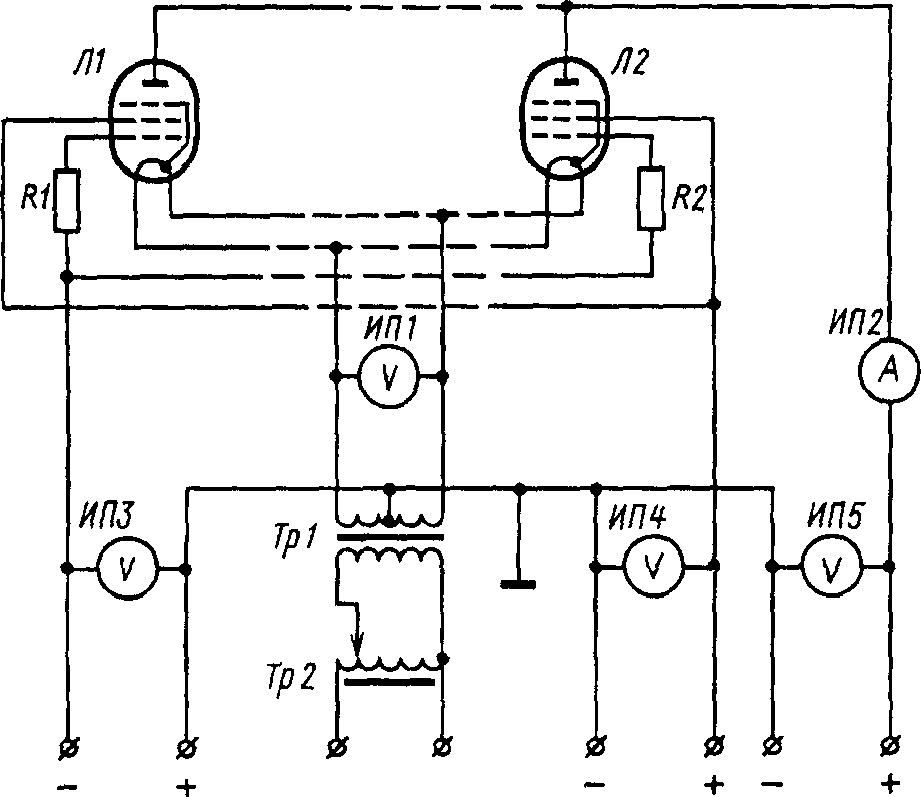 Л1
Л2
R1
R2
ИП1
V
ИП2
A
ИП3
V
Тр1
ИП4
V
ИП5
V
Тр2
- + - + - +